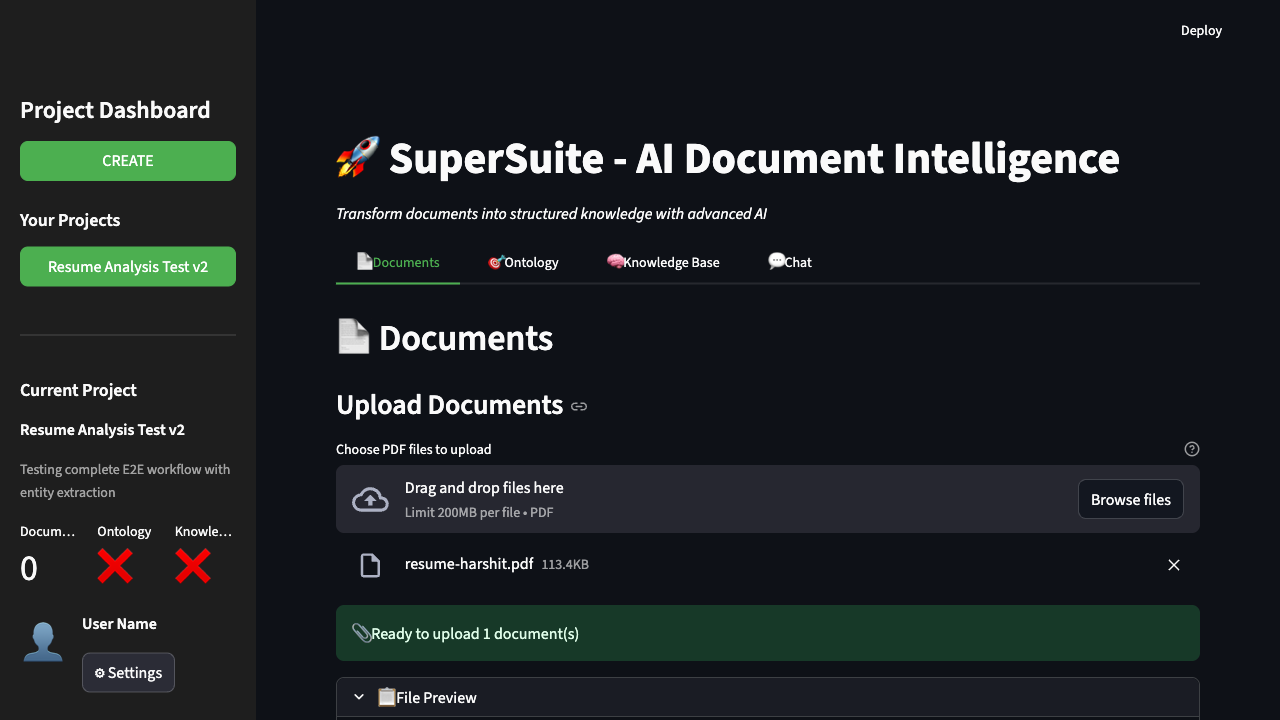 Deploy
Project Dashboard
CREATE
Your Projects
Resume Analysis Test v2
Current Project
Resume Analysis Test v2
Testing complete E2E workflow with
entity extraction
Docum… Ontology Knowle…
0
User Name
Settings
SuperSuite - AI Document Intelligence
Transform documents into structured knowledge with advanced AI
Documents Ontology Knowledge Base Chat
Documents
Upload Documents
Choose PDF files to upload
Drag and drop files here
Limit 200MB per file • PDF
Browse files
resume-harshit.pdf 113.4KB
Ready to upload 1 document(s)
File Preview